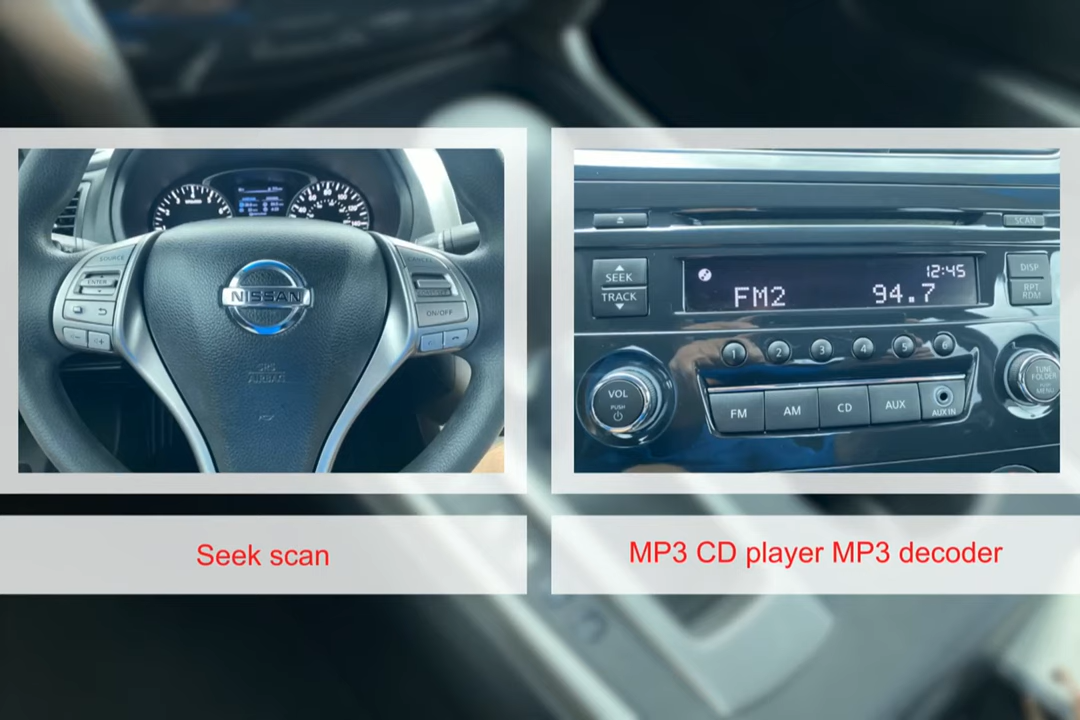 SOURCE
ENTER
NISSAN
SRS
AIRBAG
CANCEL
ON/OFF
SCAN
SEEK
TRACK
12:45
FM2 94.7
DISP
RPT
RDM
1 2 3 4 5 6
VOL
PUSH
TUNE
FOLDER
MENU
FM AM CD AUX
AUX IN
Seek scan
MP3 CD player MP3 decoder